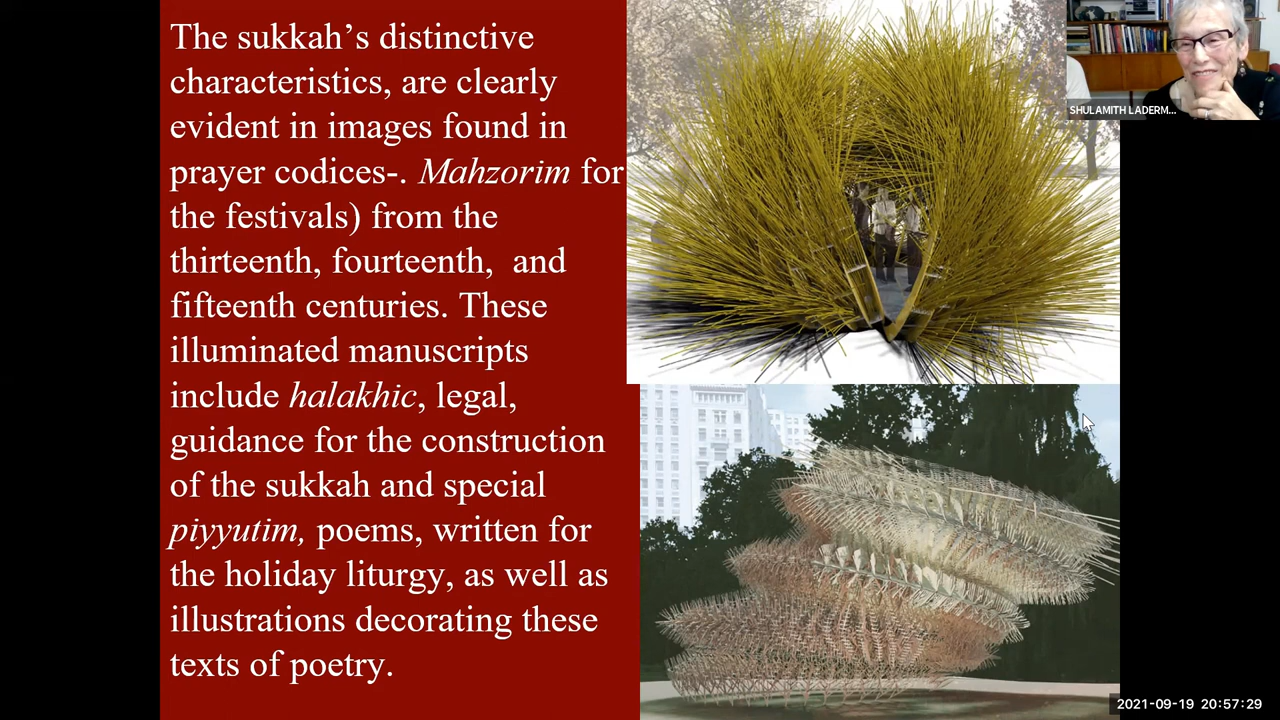 The sukkah’s distinctive
characteristics, are clearly
evident in images found in
prayer codices-. Mahzorim for
the festivals) from the
thirteenth, fourteenth,  and
fifteenth centuries. These
illuminated manuscripts
include halakhic, legal,
guidance for the construction
of the sukkah and special
piyyutim, poems, written for
the holiday liturgy, as well as
illustrations decorating these
texts of poetry.
SHULAMITH LADERM...
2021-09-19 20:57:29